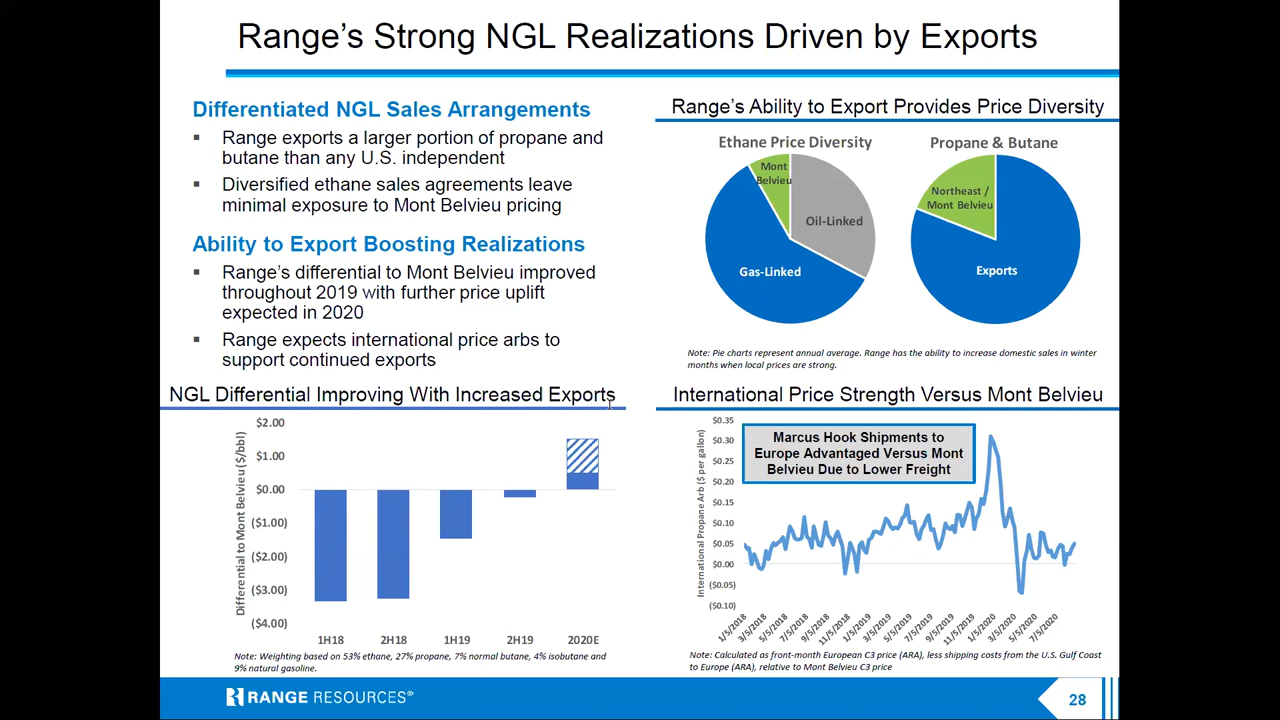 Range's Strong NGL Realizations Driven by Exports
Differentiated NGL Sales Arrangements
▪ Range exports a larger portion of propane and
butane than any U.S. independent
▪ Diversified ethane sales agreements leave
minimal exposure to Mont Belvieu pricing
Ability to Export Boosting Realizations
▪ Range's differential to Mont Belvieu improved
throughout 2019 with further price uplift
expected in 2020
▪ Range expects international price arbs to
support continued exports
Range's Ability to Export Provides Price Diversity
Ethane Price Diversity
Mont
Belvieu
Oil-Linked
Gas-Linked
Propane & Butane
Northeast /
Mont Belvieu
Exports
Note: Pie charts represent annual average. Range has the ability to increase domestic sales in winter
months when local prices are strong.
NGL Differential Improving With Increased Exports
Differential to Mont Belvieu ($/bbl)
$2.00
$1.00
$0.00
($1.00)
($2.00)
($3.00)
($4.00)
1H18 2H18 1H19 2H19 2020E
Note: Weighting based on 53% ethane, 27% propane, 7% normal butane, 4% isobutane and
9% natural gasoline.
International Price Strength Versus Mont Belvieu
Marcus Hook Shipments to
Europe Advantaged Versus Mont
Belvieu Due to Lower Freight
International Propane Arb ($ per gallon)
$0.35
$0.30
$0.25
$0.20
$0.15
$0.10
$0.05
$0.00
($0.05)
($0.10)
1/5/2018 3/5/2018 5/5/2018 7/5/2018 9/5/2018 11/5/2018 1/5/2019 3/5/2019 5/5/2019 7/5/2019 9/5/2019 11/5/2019 1/5/2020 3/5/2020 5/5/2020 7/5/2020
Note: Calculated as front-month European C3 price (ARA), less shipping costs from the U.S. Gulf Coast
to Europe (ARA), relative to Mont Belvieu C3 price
RANGE RESOURCES®
28